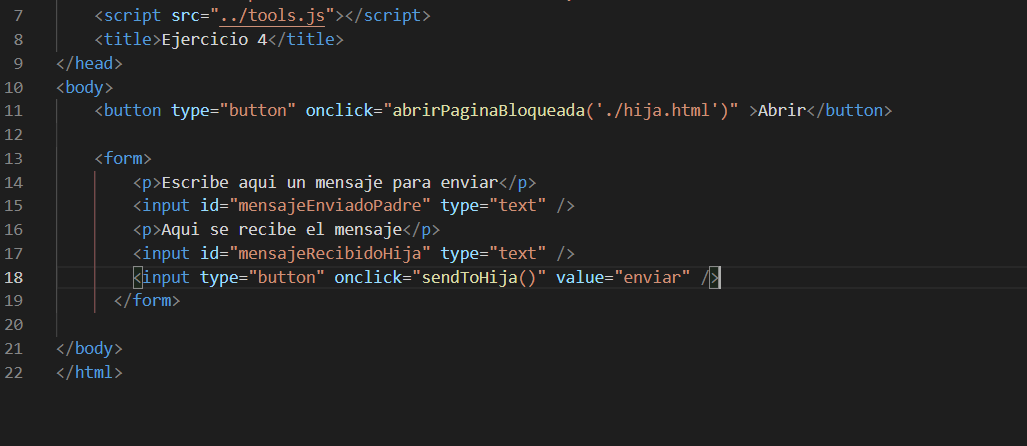 7 <script src="../tools.js"></script>
8 <title>Ejercicio 4</title>
9 </head>
10 <body>
11 <button type="button" onclick="abrirPaginaBloqueada('./hija.html')" >Abrir</button>
12
13 <form>
14 <p>Escribe aqui un mensaje para enviar</p>
15 <input id="mensajeEnviadoPadre" type="text" />
16 <p>Aqui se recibe el mensaje</p>
17 <input id="mensajeRecibidoHija" type="text" />
18 <input type="button" onclick="sendToHija()" value="enviar" />
19 </form>
20
21 </body>
22 </html>